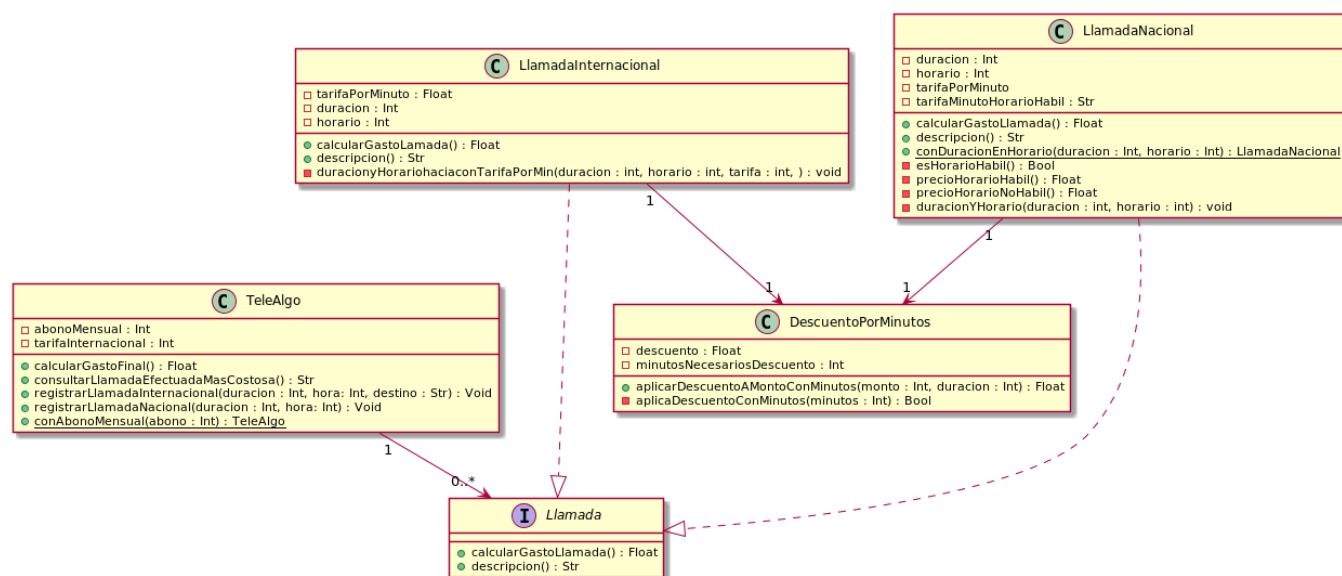 C LlamadaInternacional
tarifaPorMinuto : Float
duracion : Int
horario : Int
calcularGastoLamada() : Float
descripcion() : Str
duracionyHorariohaciaconTarifaPorMin(duracion : int, horario : int, tarifa : int, ) : void
C LlamadaNacional
duracion : Int
horario : Int
tarifaPorMinuto
tarifaMinutoHorarioHabil : Str
calcularGastoLlamada() : Float
descripcion() : Str
conDuracionEnHorario(duracion : Int, horario : Int) : LlamadaNacional
esHorarioHabil() : Bool
precioHorarioHabil() : Float
precioHorarioNoHabil() : Float
duracionYHorario(duracion : int, horario : int) : void
1
1
1
1
C TeleAlgo
abonoMensual : Int
tarifaInternacional : Int
calcularGastoFinal() : Float
consultarLlamadaEfectuadaMasCostosa() : Str
registrarLlamadaInternacional(duracion : Int, hora: Int, destino : Str) : Void
registrarLlamadaNacional(duracion : Int, hora: Int) : Void
conAbonoMensual(abono : Int) : TeleAlgo
C DescuentoPorMinutos
descuento : Float
minutosNecesariosDescuento : Int
aplicarDescuentoAMontoConMinutos(monto : Int, duracion : Int) : Float
aplicaDescuentoConMinutos(minutos : Int) : Bool
1
0..*
I Llamada
calcularGastoLlamada() : Float
descripcion() : Str